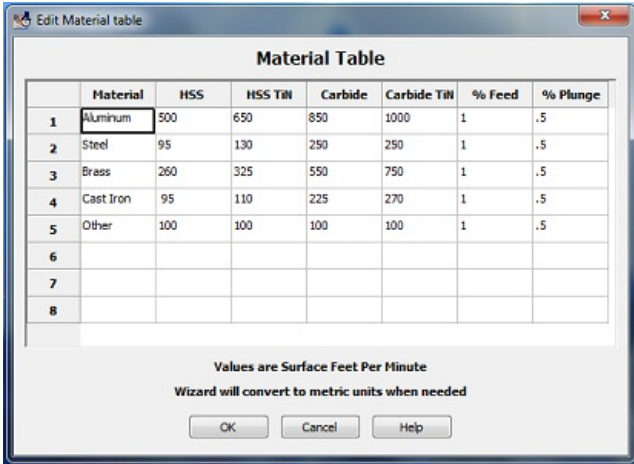 Edit Material table
Material Table
Material HSS HSS TiN Carbide Carbide TiN % Feed % Plunge
1 Aluminum 500 650 850 1000 1 .5
2 Steel 95 130 250 250 1 .5
3 Brass 260 325 550 750 1 .5
4 Cast Iron 95 110 225 270 1 .5
5 Other 100 100 100 100 1 .5
6
7
8
Values are Surface Feet Per Minute
Wizard will convert to metric units when needed
OK Cancel Help